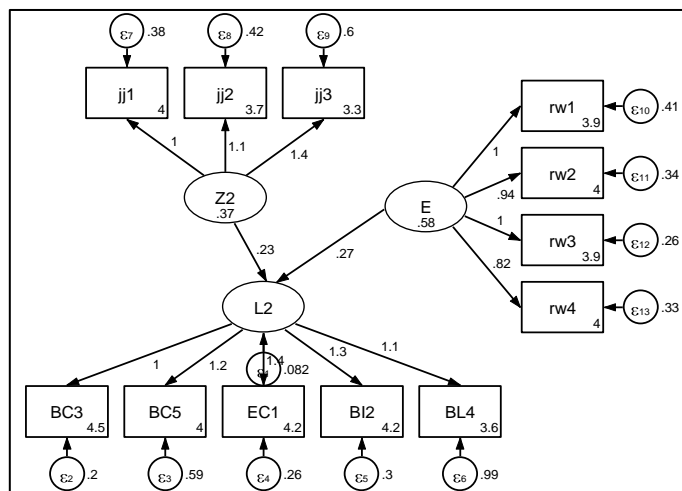 ε7 .38 ε8 .42 ε9 .6
jj1 4 jj2 3.7 jj3 3.3
1 1.1 1.4
Z2 .37
rw1 3.9 ε10 .41
1
rw2 4 ε11 .34
.94
E .58
1
rw3 3.9 ε12 .26
.82
rw4 4 ε13 .33
.23 .27
L2
1 1.2 1.4 1.3 1.1
ε1 .082
BC3 4.5 BC5 4 EC1 4.2 BI2 4.2 BL4 3.6
ε2 .2 ε3 .59 ε4 .26 ε5 .3 ε6 .99